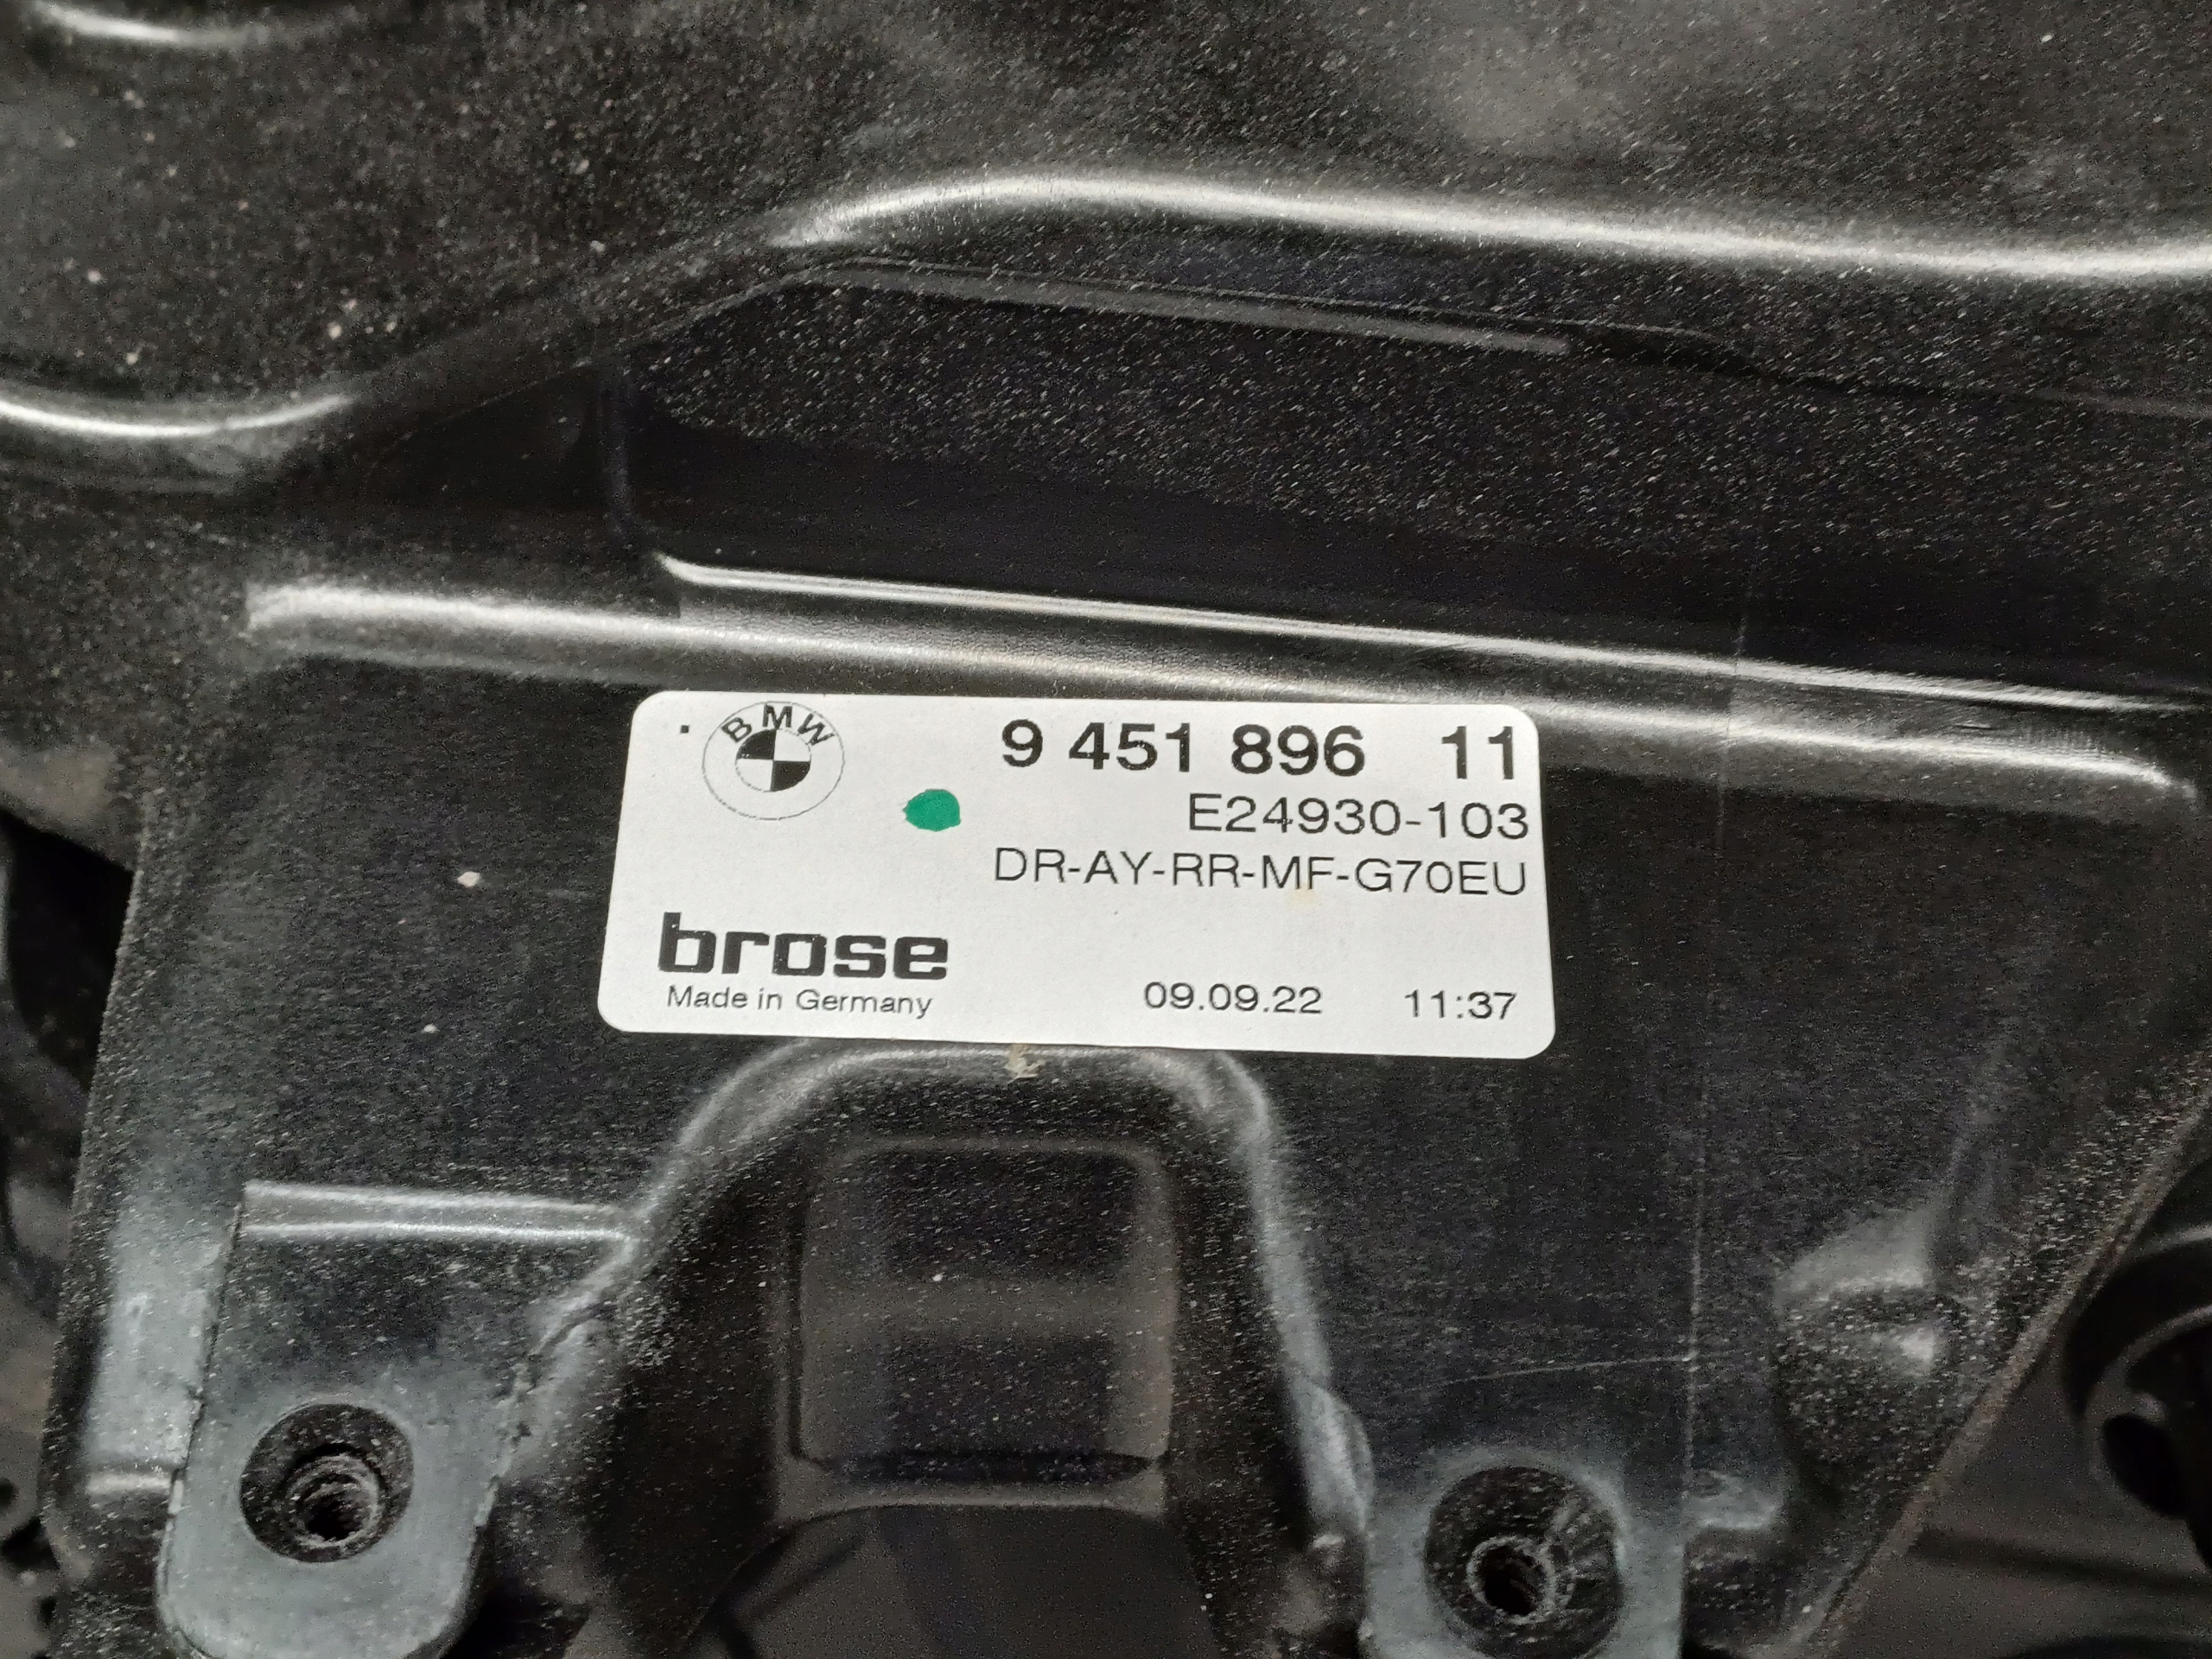 BMW
9 451 896 11
E24930-103
DR-AY-RR-MF-G70EU
brose
Made in Germany
09.09.22 11:37